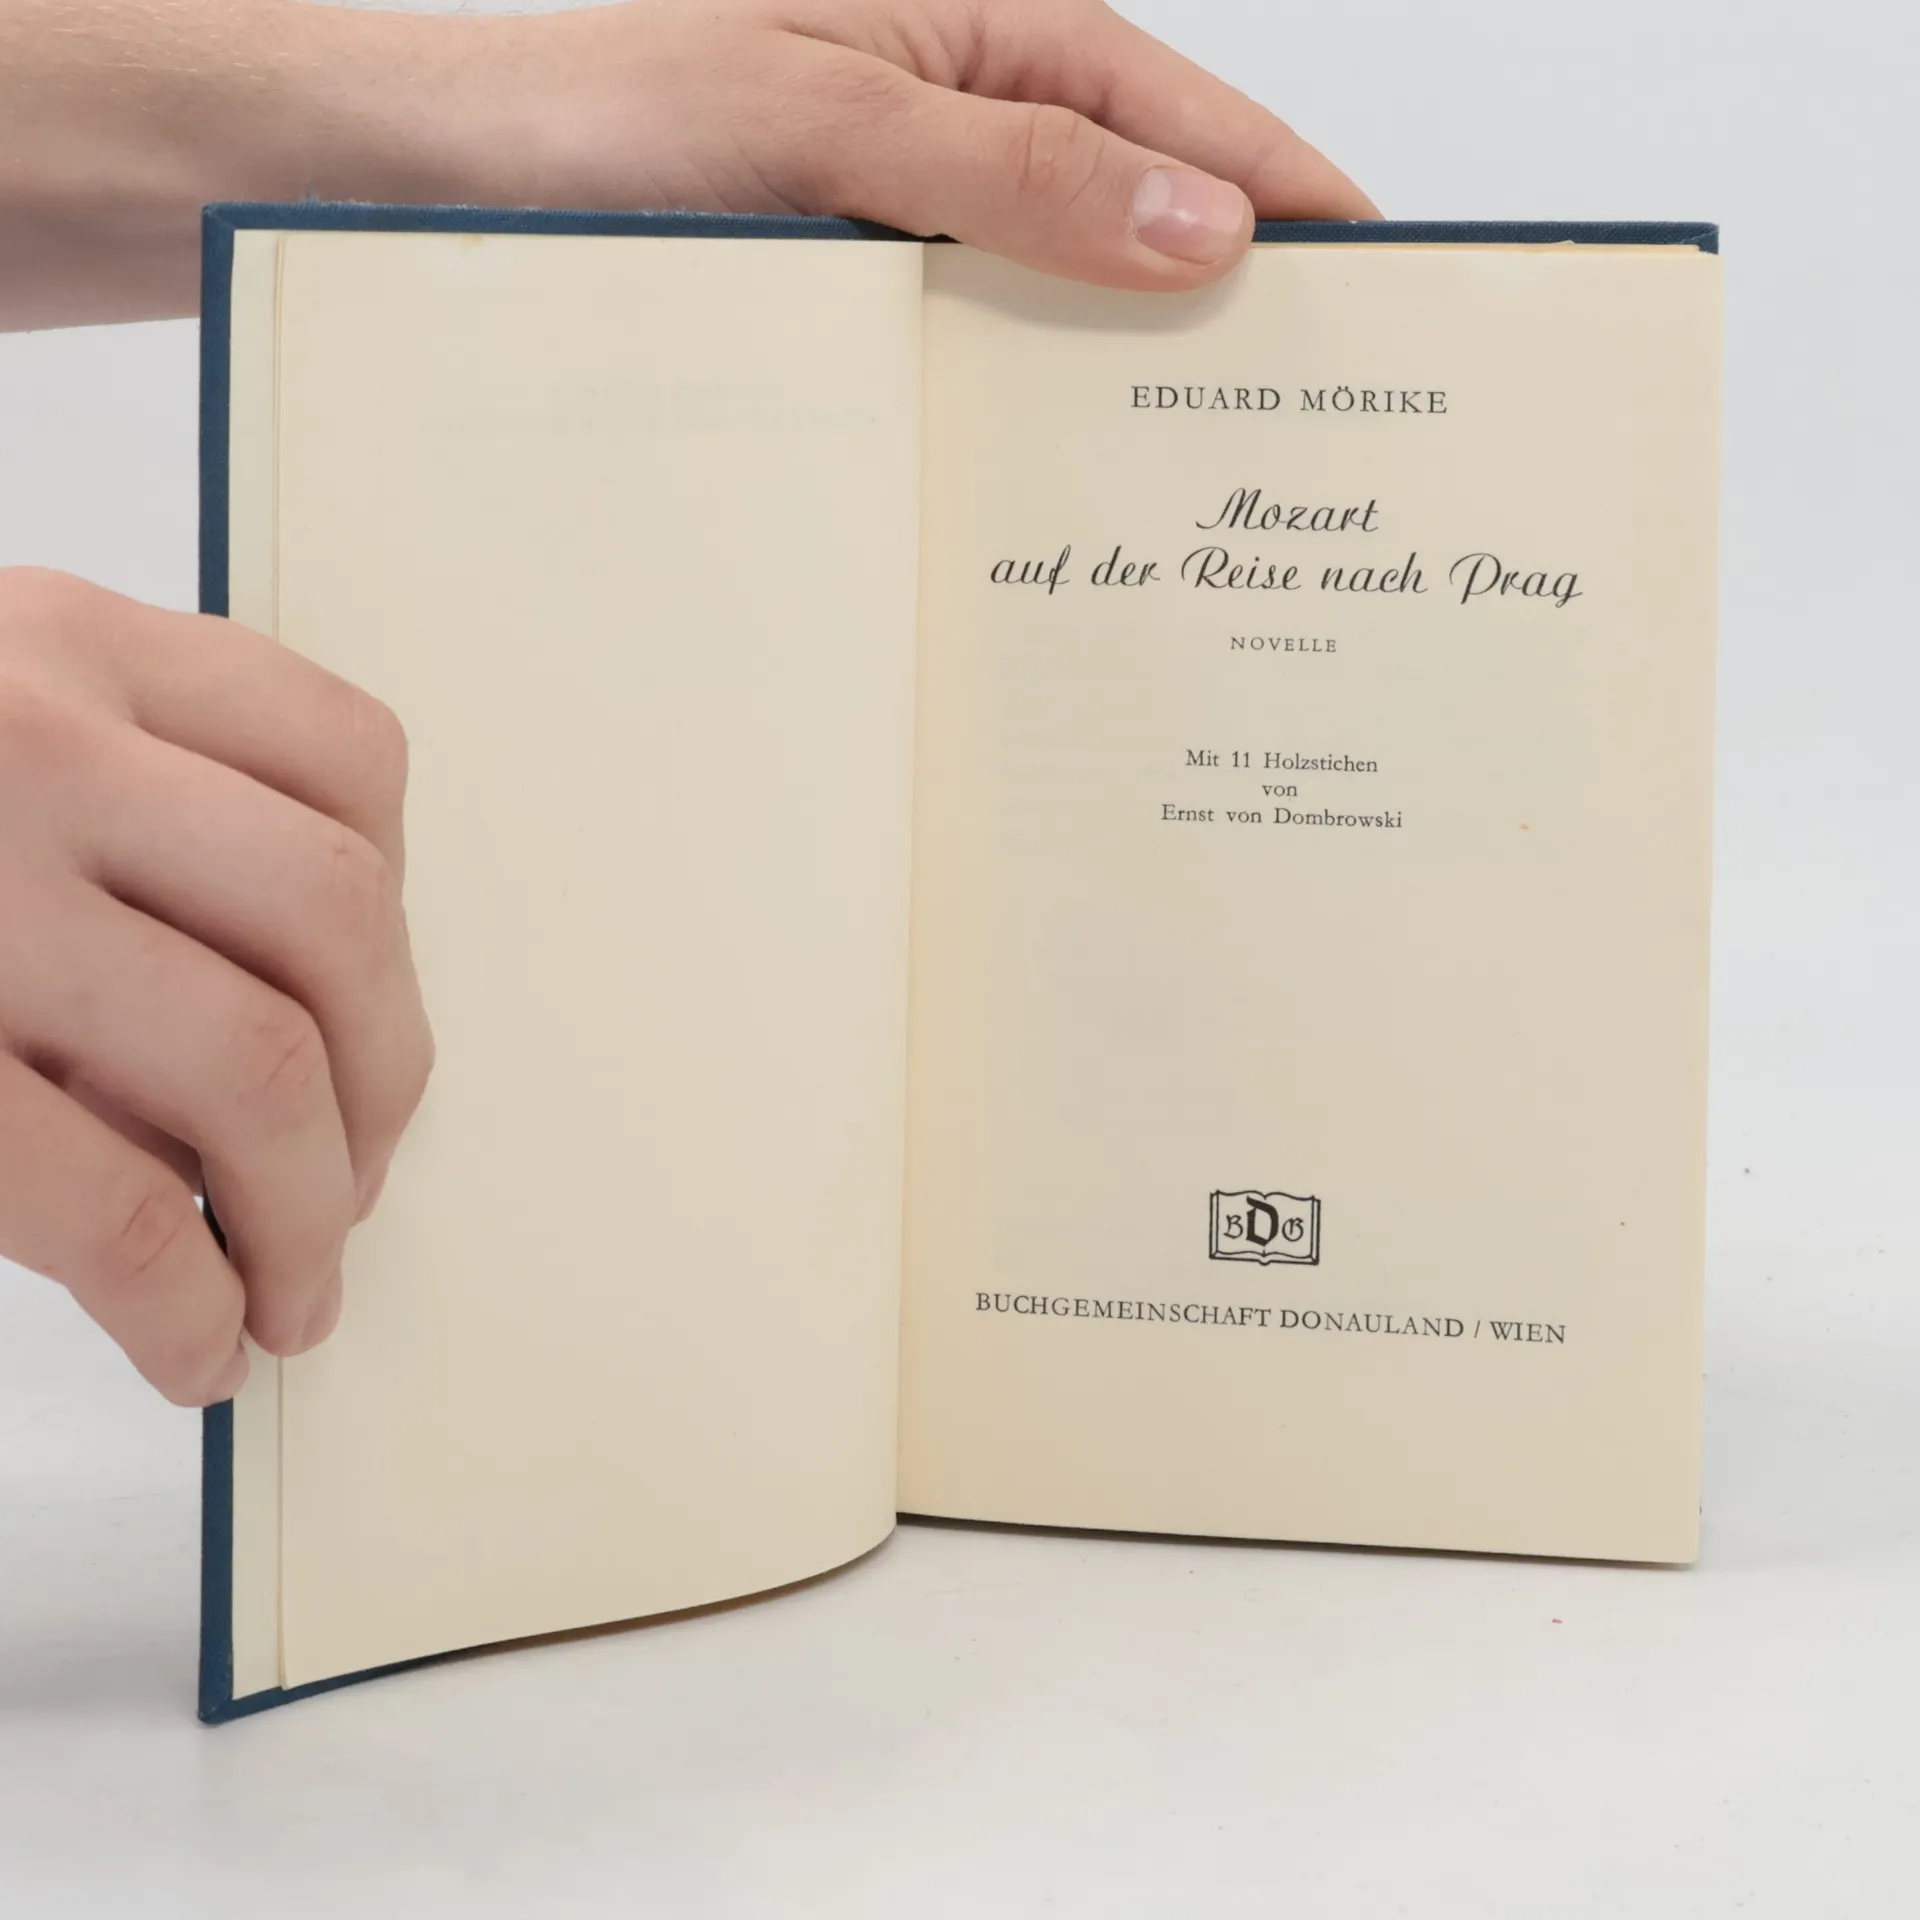 EDUARD MÖRIKE
Mozart
auf der Reise nach Prag
NOVELLE
Mit 11 Holzstichen
von
Ernst von Dombrowski
BDG
BUCHGEMEINSCHAFT DONAULAND / WIEN